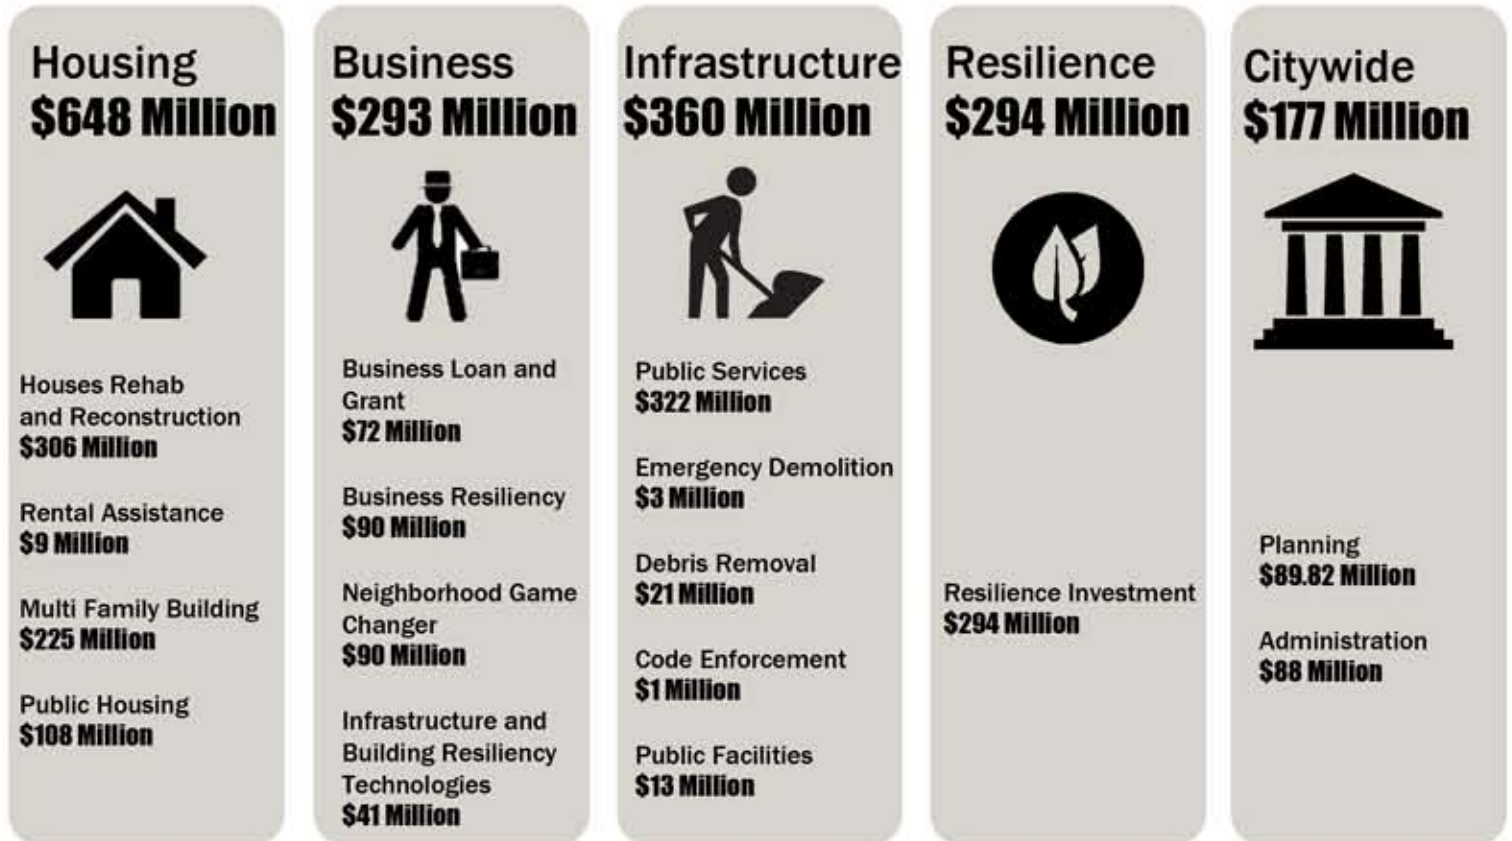 Housing
$648 Million
Houses Rehab
and Reconstruction
$306 Million
Rental Assistance
$9 Million
Multi Family Building
$225 Million
Public Housing
$108 Million
Business
$293 Million
Business Loan and
Grant
$72 Million
Business Resiliency
$90 Million
Neighborhood Game
Changer
$90 Million
Infrastructure and
Building Resiliency
Technologies
$41 Million
Infrastructure
$360 Million
Public Services
$322 Million
Emergency Demolition
$3 Million
Debris Removal
$21 Million
Code Enforcement
$1 Million
Public Facilities
$13 Million
Resilience
$294 Million
Resilience Investment
$294 Million
Citywide
$177 Million
Planning
$89.82 Million
Administration
$88 Million